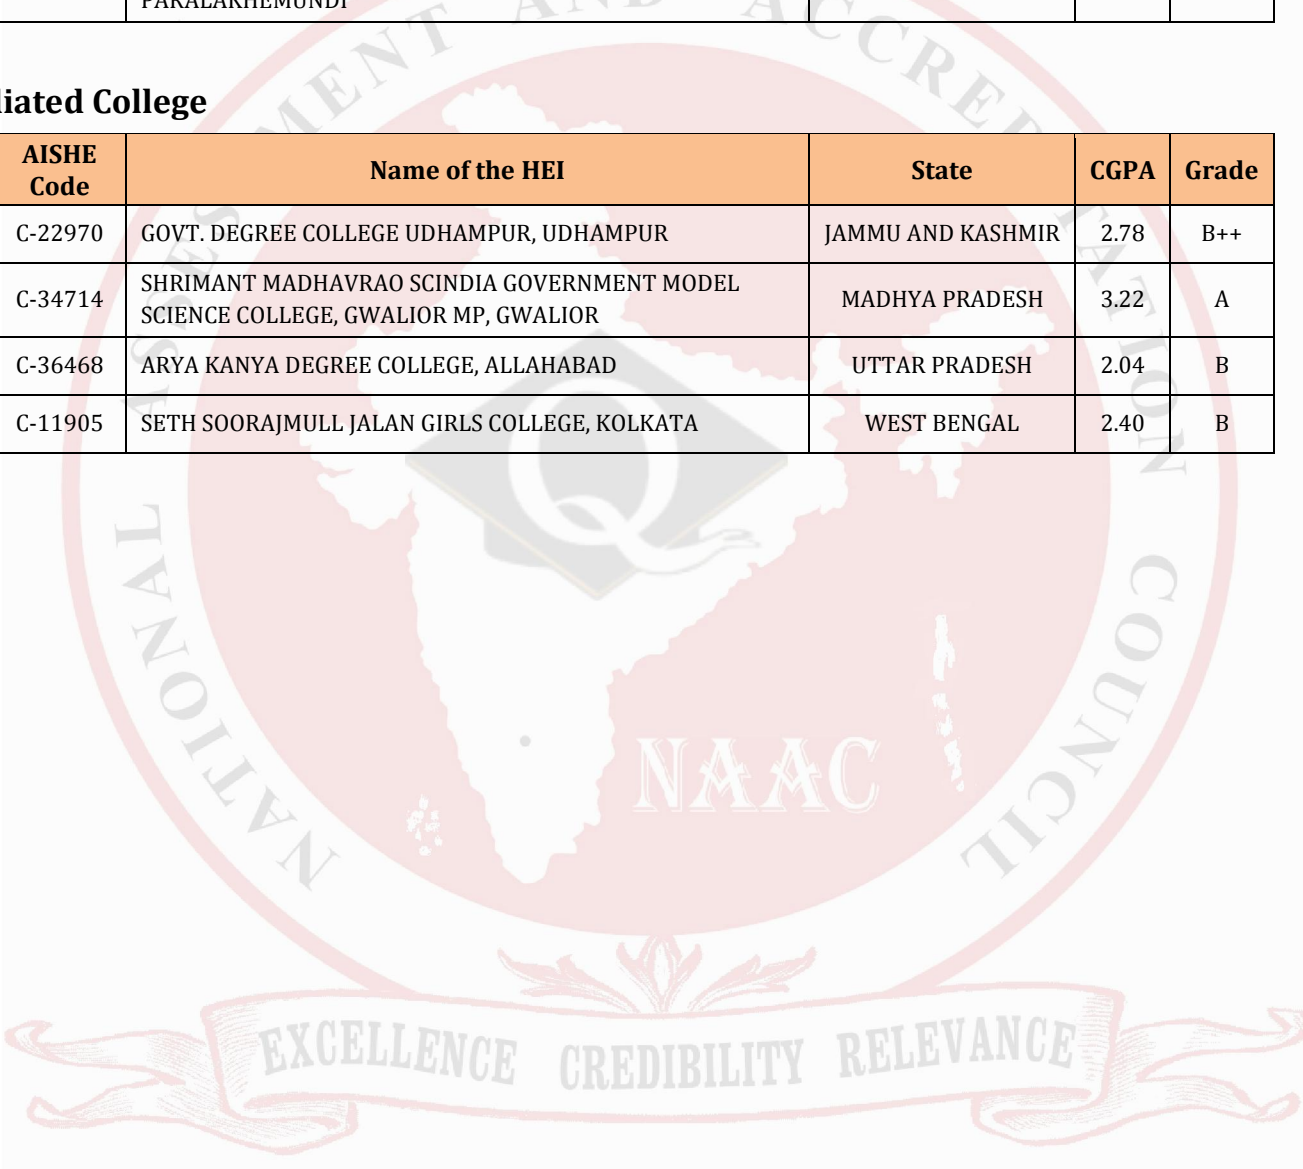 PARALAKHEMUNDI
liated College
AISHE Code Name of the HEI State CGPA Grade
C-22970 GOVT. DEGREE COLLEGE UDHAMPUR, UDHAMPUR JAMMU AND KASHMIR 2.78 B++
C-34714 SHRIMANT MADHAVRAO SCINDIA GOVERNMENT MODEL
SCIENCE COLLEGE, GWALIOR MP, GWALIOR MADHYA PRADESH 3.22 A
C-36468 ARYA KANYA DEGREE COLLEGE, ALLAHABAD UTTAR PRADESH 2.04 B
C-11905 SETH SOORAJMULL JALAN GIRLS COLLEGE, KOLKATA WEST BENGAL 2.40 B
NATIONAL ASSESSMENT AND ACCREDITATION COUNCIL
NAAC
EXCELLENCE CREDIBILITY RELEVANCE